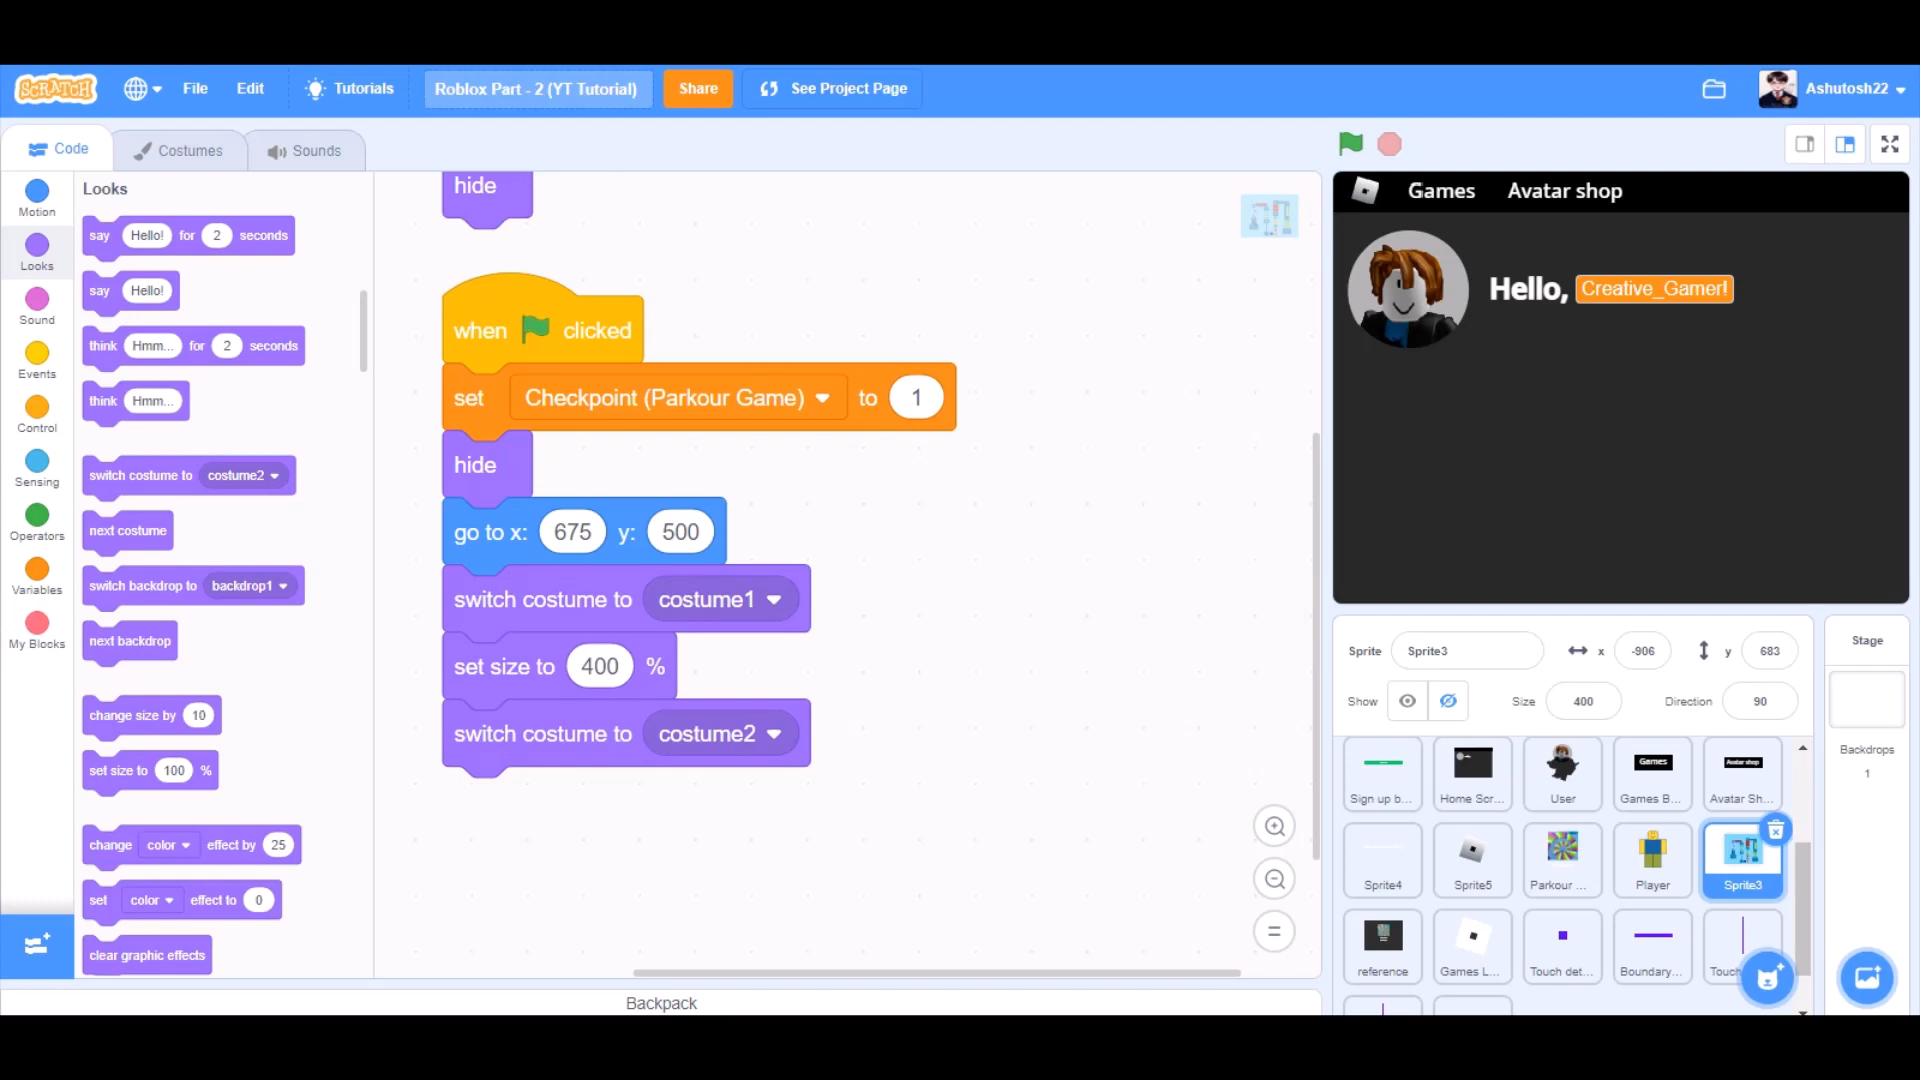 SCRATCH File Edit Tutorials Roblox Part - 2 (YT Tutorial) Share See Project Page Ashutosh22
Code Costumes Sounds
Motion
Looks
Sound
Events
Control
Sensing
Operators
Variables
My Blocks
Looks
say Hello! for 2 seconds
say Hello!
think Hmm... for 2 seconds
think Hmm...
switch costume to costume2
next costume
switch backdrop to backdrop1
next backdrop
change size by 10
set size to 100 %
change color effect by 25
set color effect to 0
clear graphic effects
hide
when clicked
set Checkpoint (Parkour Game) to 1
hide
go to x: 675 y: 500
switch costume to costume1
set size to 400 %
switch costume to costume2
Backpack
Games Avatar shop
Hello, Creative_Gamer!
Sprite Sprite3 x -906 y 683
Show Size 400 Direction 90
Stage
Backdrops
1
Games Avatar shop
Sign up b... Home Scr... User Games B... Avatar Sh...
Sprite4 Sprite5 Parkour ... Player Sprite3
reference Games L... Touch det... Boundary... Touch